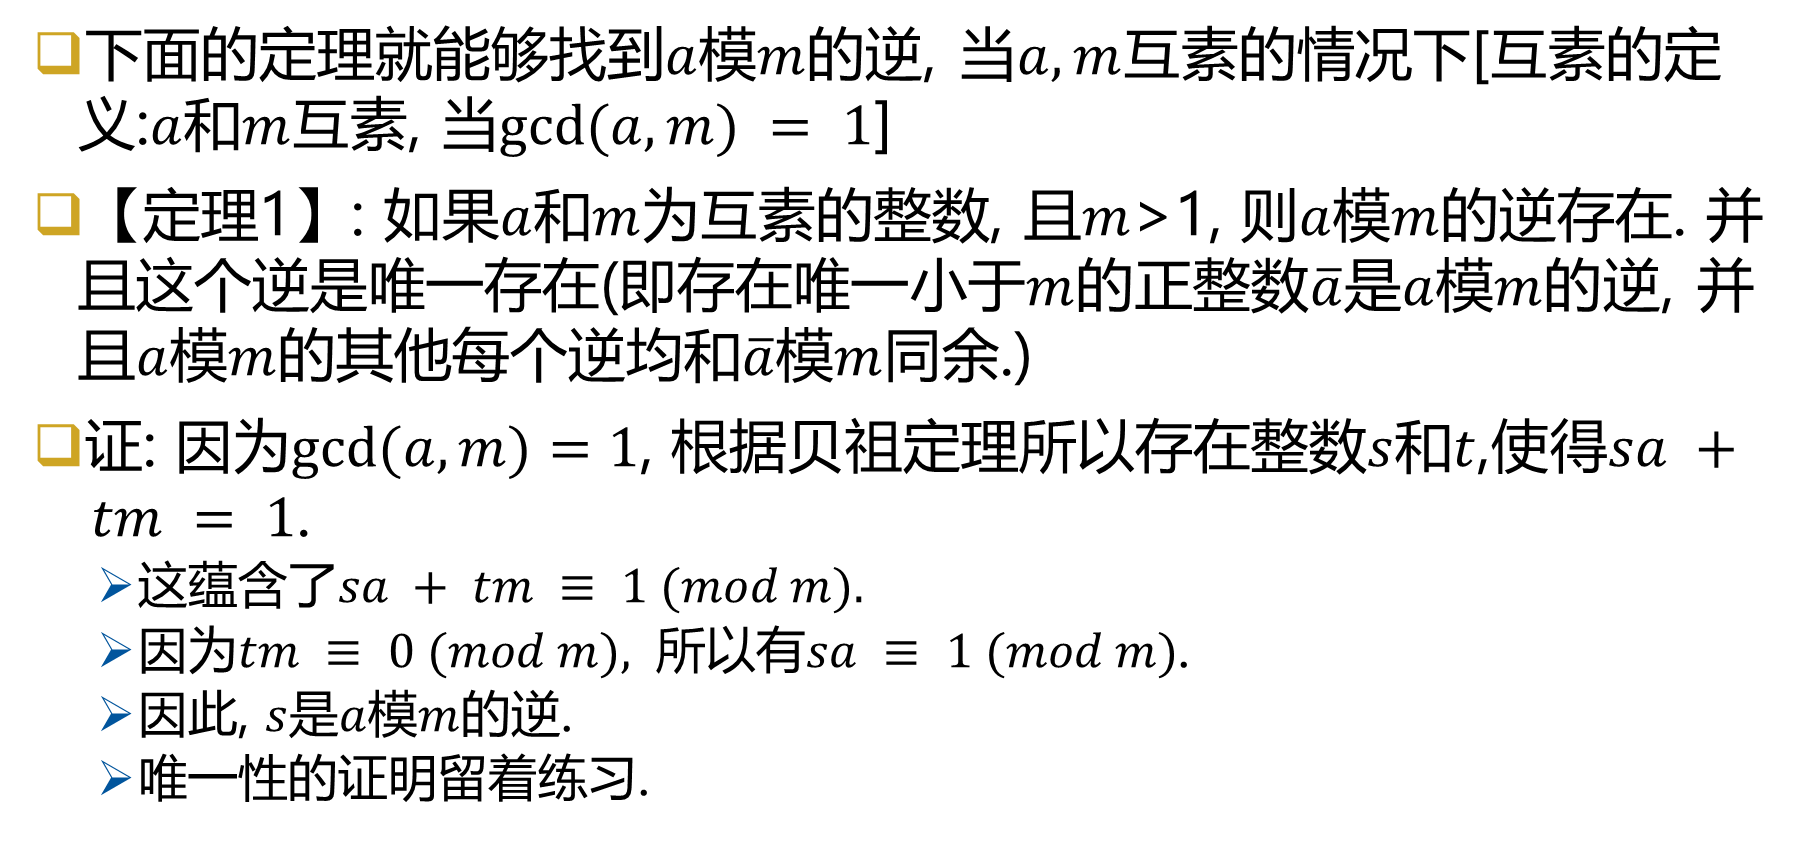 下面的定理就能够找到a模m的逆, 当a, m互素的情况下[互素的定
义:a和m互素, 当gcd(a, m) = 1]
【定理1】: 如果a和m为互素的整数, 且m>1, 则a模m的逆存在. 并
且这个逆是唯一存在(即存在唯一小于m的正整数ā是a模m的逆, 并
且a模m的其他每个逆均和ā模m同余.)
证: 因为gcd(a, m) = 1, 根据贝祖定理所以存在整数s和t,使得sa +
tm = 1.
这蕴含了sa + tm ≡ 1 (mod m).
因为tm ≡ 0 (mod m), 所以有sa ≡ 1 (mod m).
因此, s是a模m的逆.
唯一性的证明留着练习.